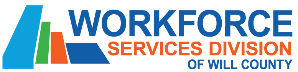 WORKFORCE
SERVICES DIVISION
OF WILL COUNTY